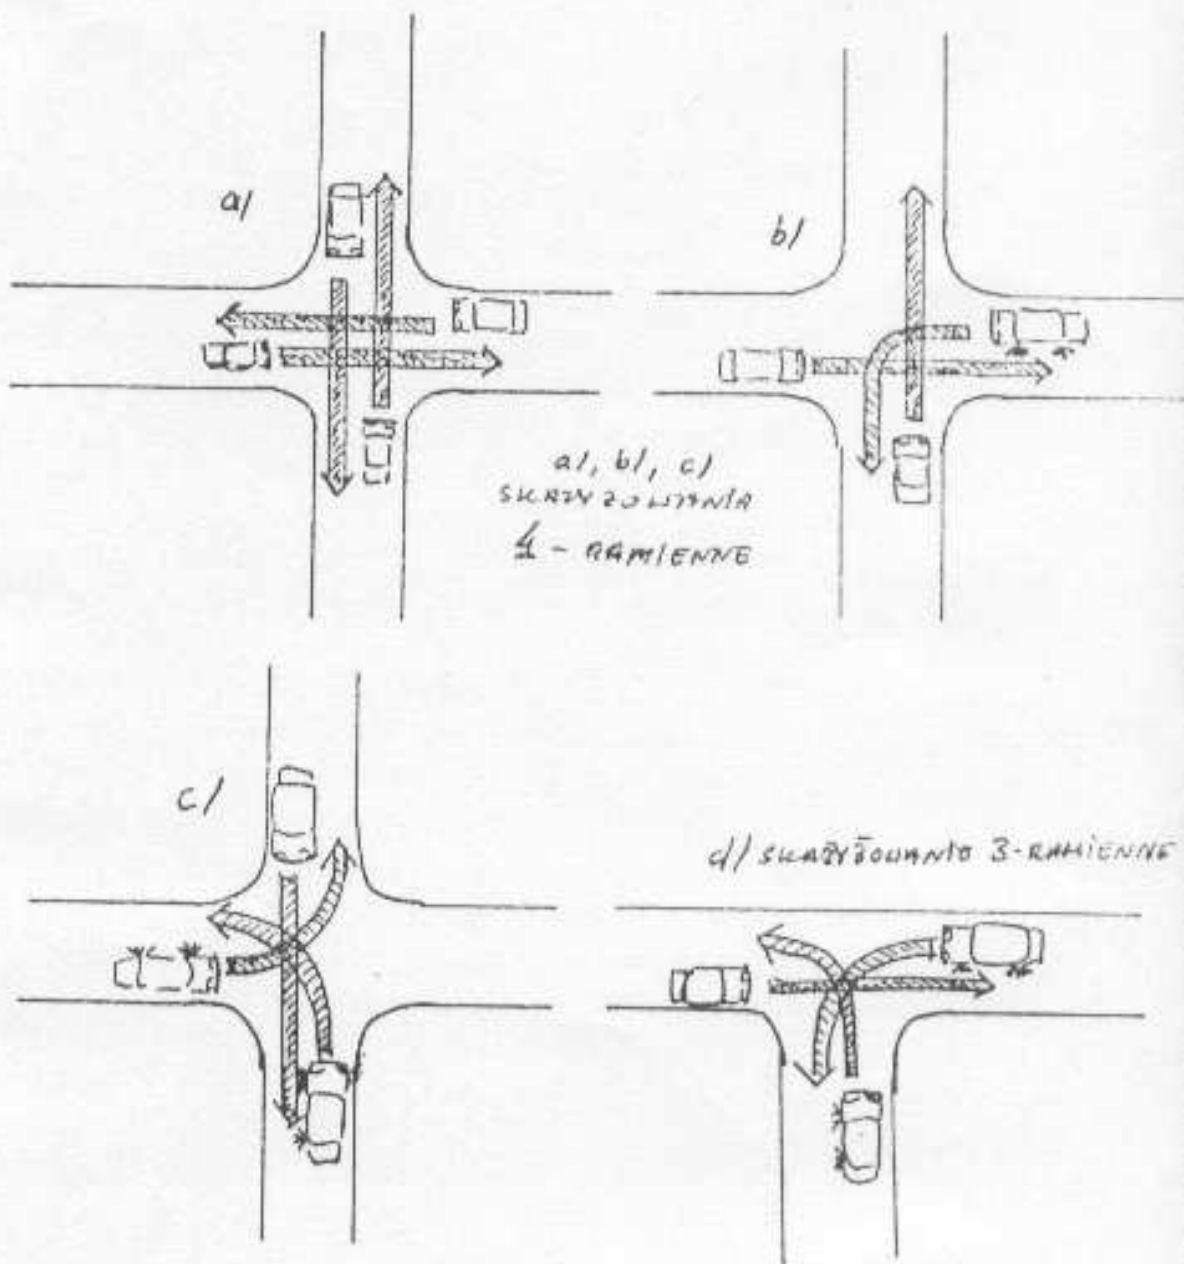 a/
b/
a/, b/, c/
SKRZYŻOWANIA
4 - RAMIENNE
c/
d/ SKRZYŻOWANIE 3-RAMIENNE